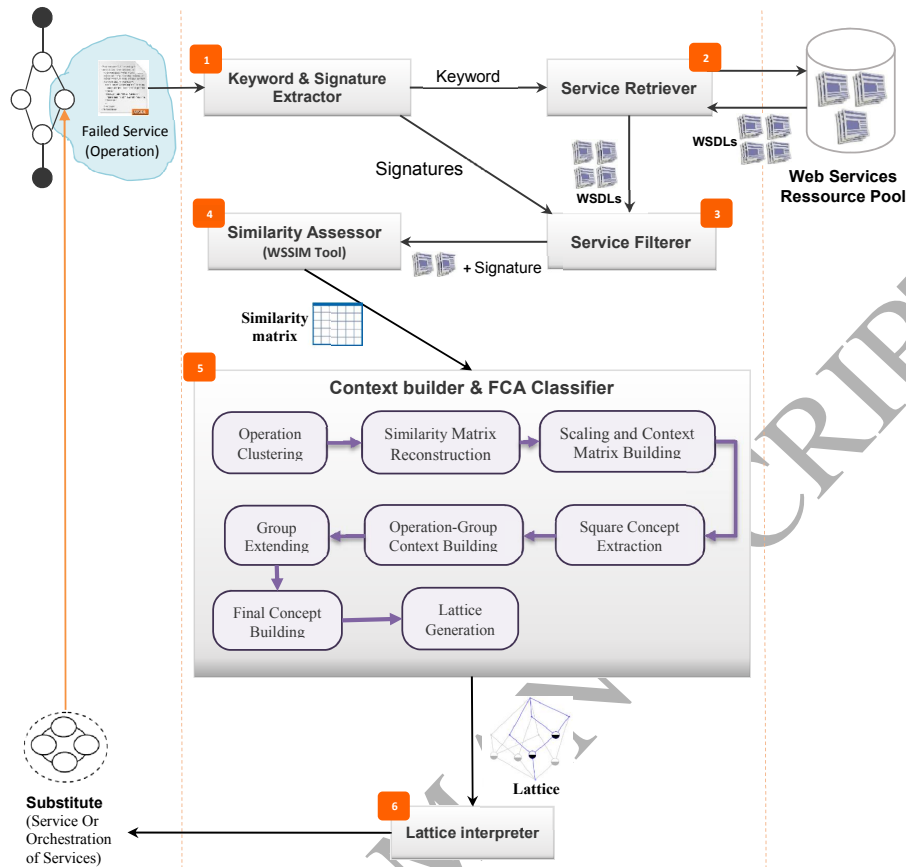 1
Keyword & Signature
Extractor
Keyword
2
Service Retriever
Failed Service
(Operation)
WSDLs
Web Services
Ressource Pool
Signatures
WSDLs
4
Similarity Assessor
(WSSIM Tool)
3
Service Filterer
+ Signature
Similarity
matrix
5
Context builder & FCA Classifier
Operation
Clustering
Similarity Matrix
Reconstruction
Scaling and Context
Matrix Building
Group
Extending
Operation-Group
Context Building
Square Concept
Extraction
Final Concept
Building
Lattice
Generation
Lattice
Substitute
(Service Or
Orchestration
of Services)
6
Lattice interpreter
CRIPT